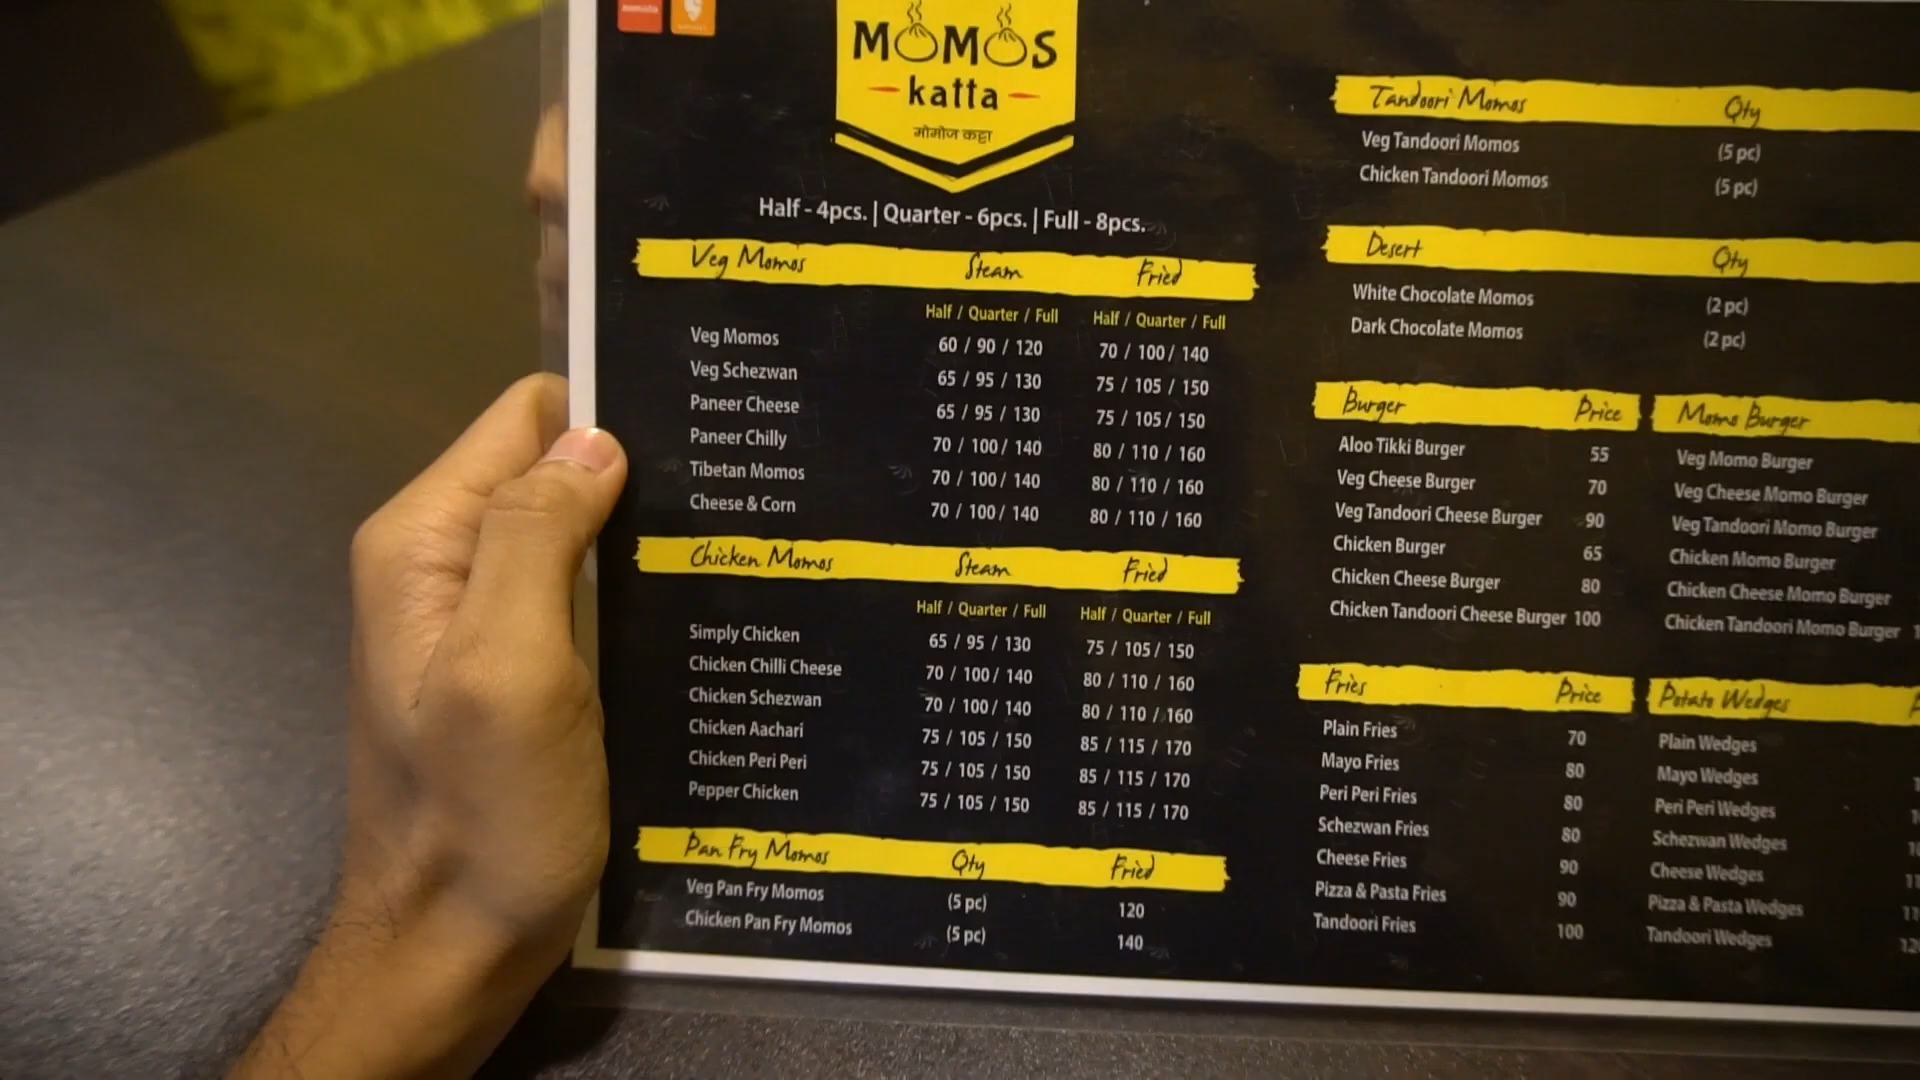 zomato
MOMOS
katta
मोमोज कट्टा
Half - 4pcs. | Quarter - 6pcs. | Full - 8pcs.
Veg Momos Steam Fried
Half / Quarter / Full Half / Quarter / Full
Veg Momos 60 / 90 / 120 70 / 100/ 140
Veg Schezwan 65 / 95 / 130 75 / 105 / 150
Paneer Cheese 65 / 95 / 130 75 / 105/ 150
Paneer Chilly 70 / 100/ 140 80 / 110 / 160
Tibetan Momos 70 / 100/ 140 80 / 110 / 160
Cheese & Corn 70 / 100/ 140 80 / 110 / 160
Chicken Momos Steam Fried
Half / Quarter / Full Half / Quarter / Full
Simply Chicken 65 / 95 / 130 75 / 105/ 150
Chicken Chilli Cheese 70 / 100/ 140 80 / 110 / 160
Chicken Schezwan 70 / 100/ 140 80 / 110 / 160
Chicken Aachari 75 / 105 / 150 85 / 115 / 170
Chicken Peri Peri 75 / 105 / 150 85 / 115 / 170
Pepper Chicken 75 / 105 / 150 85 / 115 / 170
Pan Fry Momos Qty Fried
Veg Pan Fry Momos (5 pc) 120
Chicken Pan Fry Momos (5 pc) 140
Tandoori Momos Qty
Veg Tandoori Momos (5 pc)
Chicken Tandoori Momos (5 pc)
Desert Qty
White Chocolate Momos (2 pc)
Dark Chocolate Momos (2 pc)
Burger Price
Aloo Tikki Burger 55
Veg Cheese Burger 70
Veg Tandoori Cheese Burger 90
Chicken Burger 65
Chicken Cheese Burger 80
Chicken Tandoori Cheese Burger 100
Momo Burger
Veg Momo Burger
Veg Cheese Momo Burger
Veg Tandoori Momo Burger
Chicken Momo Burger
Chicken Cheese Momo Burger
Chicken Tandoori Momo Burger
Fries Price
Plain Fries 70
Mayo Fries 80
Peri Peri Fries 80
Schezwan Fries 80
Cheese Fries 90
Pizza & Pasta Fries 90
Tandoori Fries 100
Potato Wedges
Plain Wedges
Mayo Wedges
Peri Peri Wedges
Schezwan Wedges
Cheese Wedges
Pizza & Pasta Wedges
Tandoori Wedges